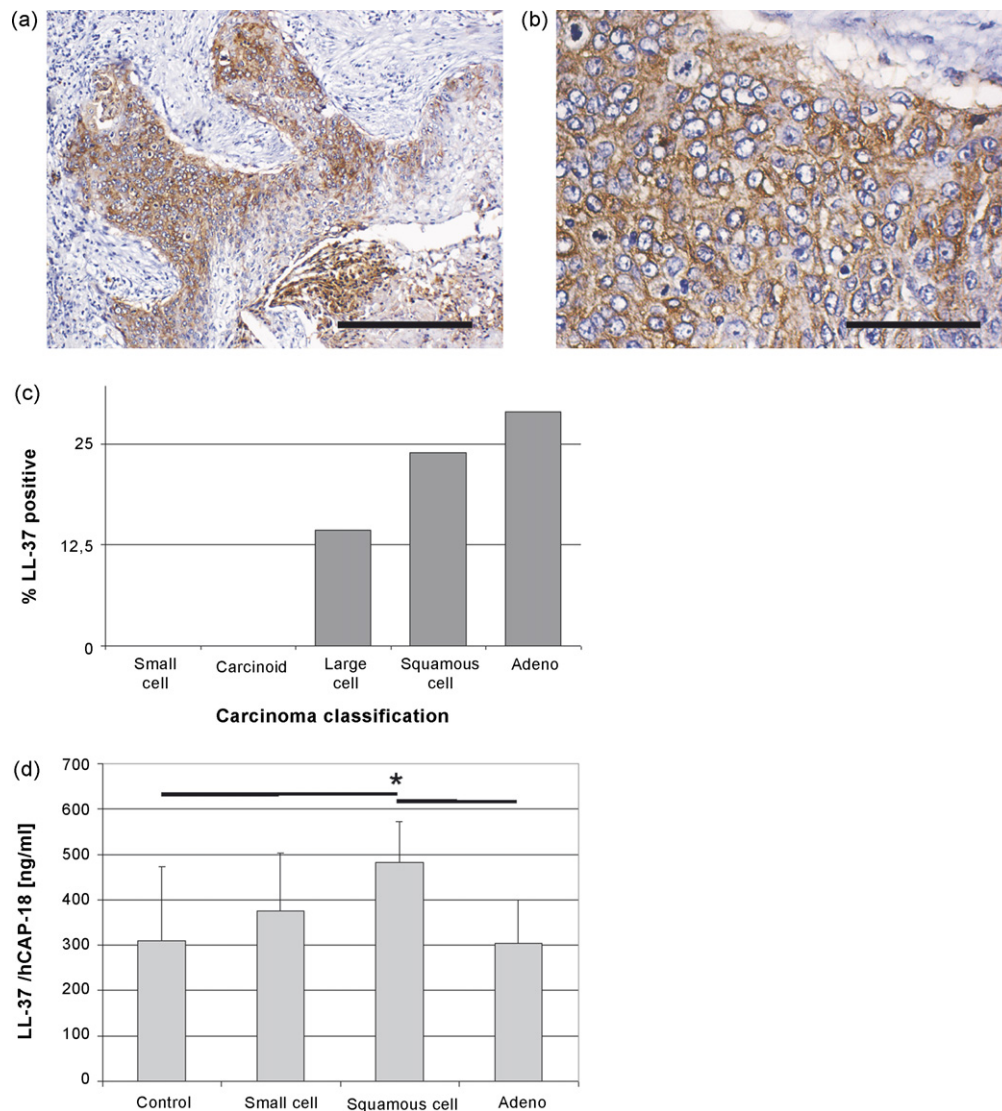 (a)
(b)
(c)
% LL-37 positive
25
12,5
0
Small cell
Carcinoid
Large cell
Squamous cell
Adeno
Carcinoma classification
(d)
LL-37 /hCAP-18 [ng/ml]
700
600
500
400
300
200
100
0
*
Control
Small cell
Squamous cell
Adeno